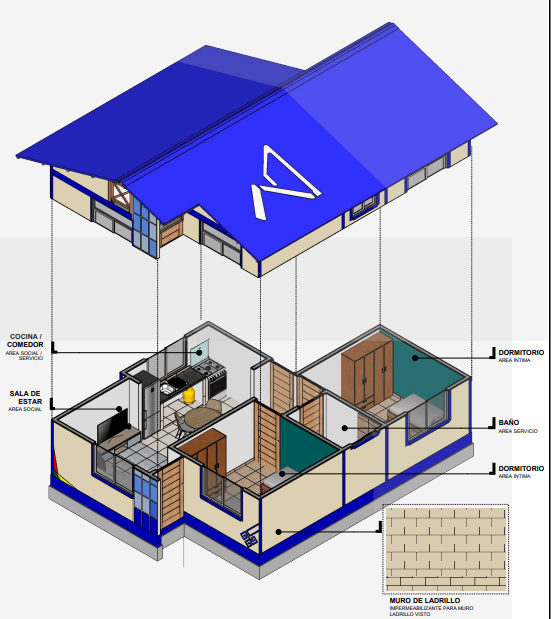 COCINA /
COMEDOR
AREA SOCIAL /
SERVICIO
SALA DE
ESTAR
AREA SOCIAL
DORMITORIO
AREA INTIMA
BAÑO
AREA SERVICIO
DORMITORIO
AREA INTIMA
MURO DE LADRILLO
IMPERMEABILIZANTE PARA MURO
LADRILLO VISTO